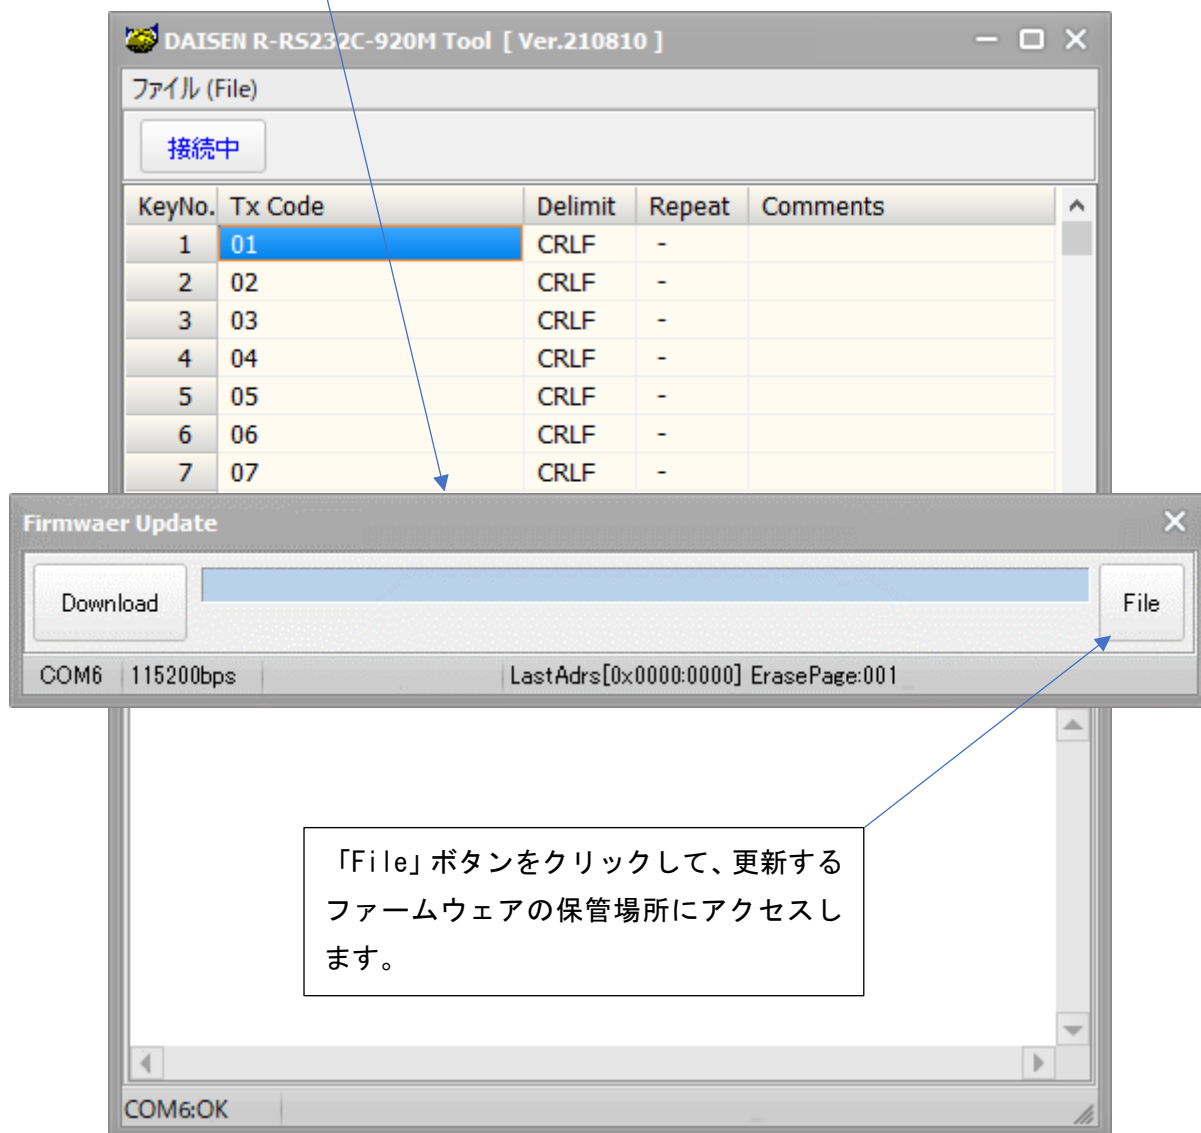 DAISEN R-RS232C-920M Tool [ Ver.210810 ]
ファイル (File)
接続中
KeyNo. Tx Code Delimit Repeat Comments
1 01 CRLF -
2 02 CRLF -
3 03 CRLF -
4 04 CRLF -
5 05 CRLF -
6 06 CRLF -
7 07 CRLF -
Firmwaer Update
Download File
COM6 115200bps LastAdrs[0x0000:0000] ErasePage:001
「File」ボタンをクリックして、更新する
ファームウェアの保管場所にアクセスし
ます。
COM6:OK